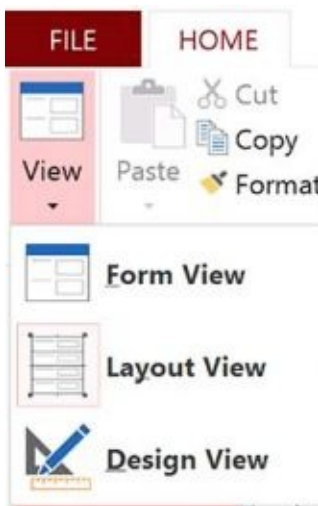 FILE HOME
Cut
Copy
View Paste Format
Form View
Layout View
Design View